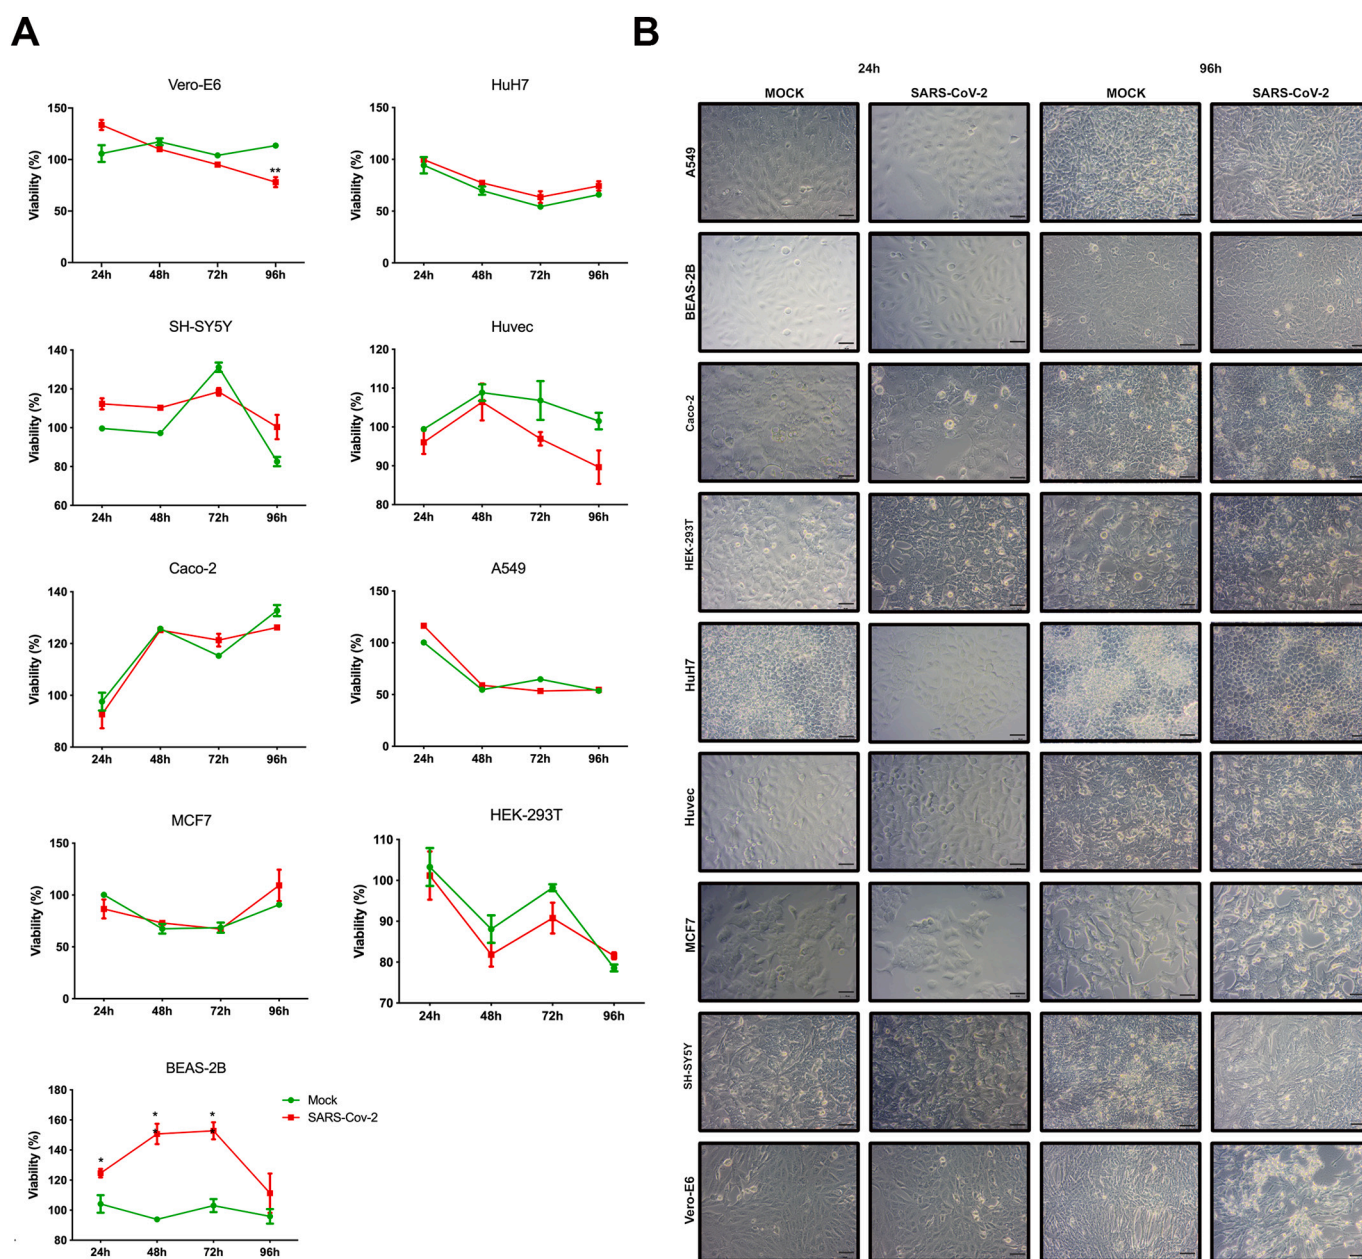 A
Vero-E6
Viability (%)
150
100
50
0
**
24h 48h 72h 96h
HuH7
Viability (%)
150
100
50
0
24h 48h 72h 96h
SH-SY5Y
Viability (%)
140
120
100
80
60
24h 48h 72h 96h
Huvec
Viability (%)
120
110
100
90
80
24h 48h 72h 96h
Caco-2
Viability (%)
140
120
100
80
24h 48h 72h 96h
A549
Viability (%)
150
100
50
0
24h 48h 72h 96h
MCF7
Viability (%)
150
100
50
0
24h 48h 72h 96h
HEK-293T
Viability (%)
110
100
90
80
70
24h 48h 72h 96h
BEAS-2B
Viability (%)
180
160
140
120
100
80
* * *
24h 48h 72h 96h
Mock
SARS-Cov-2
B
24h 96h
MOCK SARS-CoV-2 MOCK SARS-CoV-2
A549
BEAS-2B
Caco-2
HEK-293T
HuH7
Huvec
MCF7
SH-SY5Y
Vero-E6